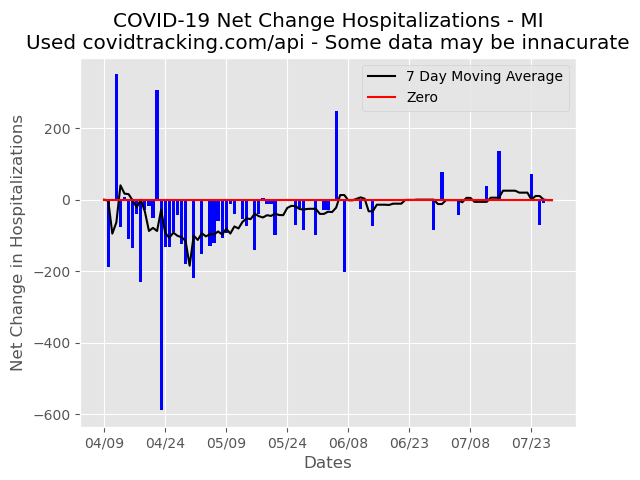 COVID-19 Net Change Hospitalizations - MI
Used covidtracking.com/api - Some data may be innacurate
7 Day Moving Average
Zero
Net Change in Hospitalizations
200
0
−200
−400
−600
04/09 04/24 05/09 05/24 06/08 06/23 07/08 07/23
Dates